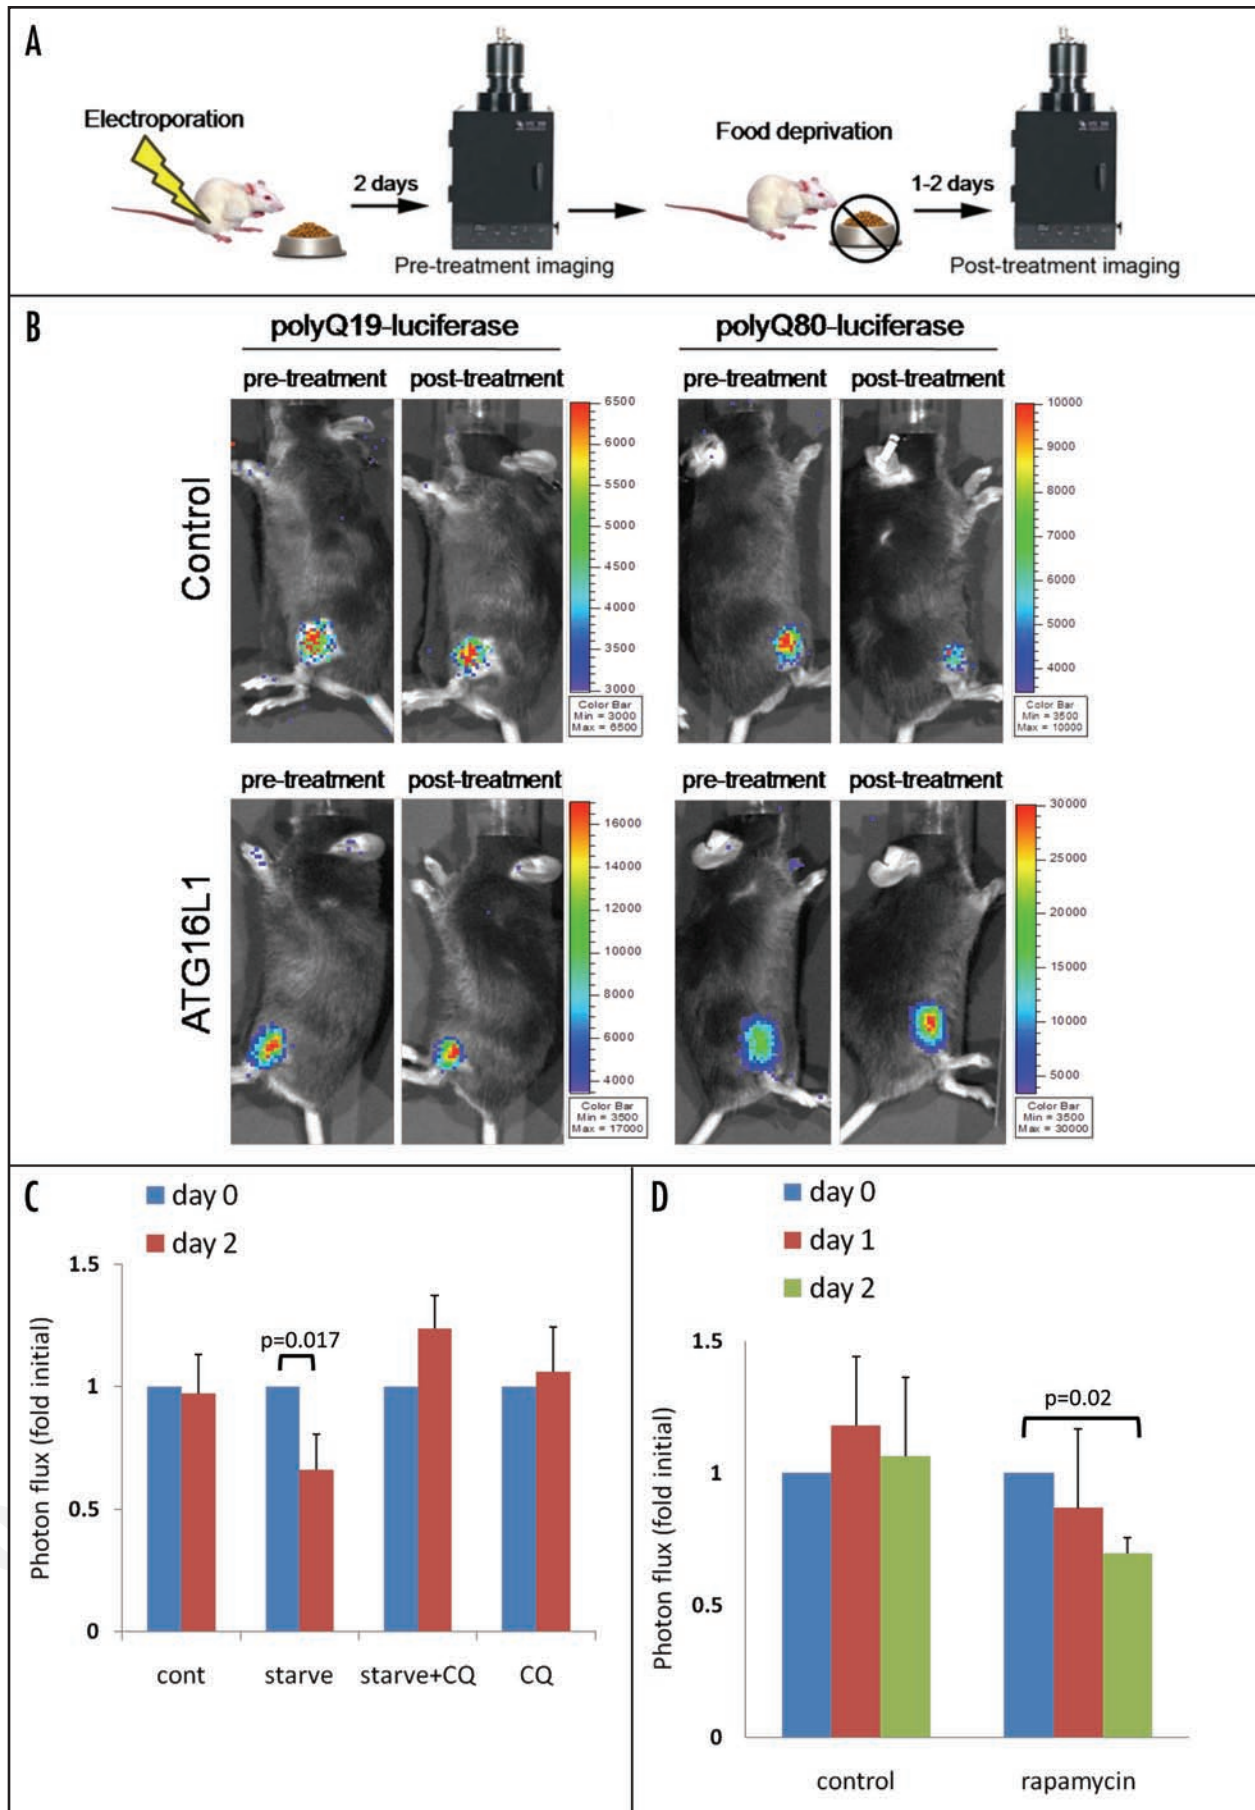 A
Electroporation
2 days
Pre-treatment imaging
Food deprivation
1-2 days
Post-treatment imaging
B
polyQ19-luciferase
polyQ80-luciferase
pre-treatment
post-treatment
pre-treatment
post-treatment
Control
6500
6000
5500
5000
4500
4000
3500
3000
Color Bar
Min = 3000
Max = 6500
10000
9000
8000
7000
6000
5000
4000
Color Bar
Min = 3500
Max = 10000
pre-treatment
post-treatment
pre-treatment
post-treatment
ATG16L1
16000
14000
12000
10000
8000
6000
4000
Color Bar
Min = 3500
Max = 17000
30000
25000
20000
15000
10000
5000
Color Bar
Min = 3500
Max = 30000
C
day 0
day 2
Photon flux (fold initial)
1.5
1
0.5
0
p=0.017
cont
starve
starve+CQ
CQ
D
day 0
day 1
day 2
Photon flux (fold initial)
1.5
1
0.5
0
p=0.02
control
rapamycin